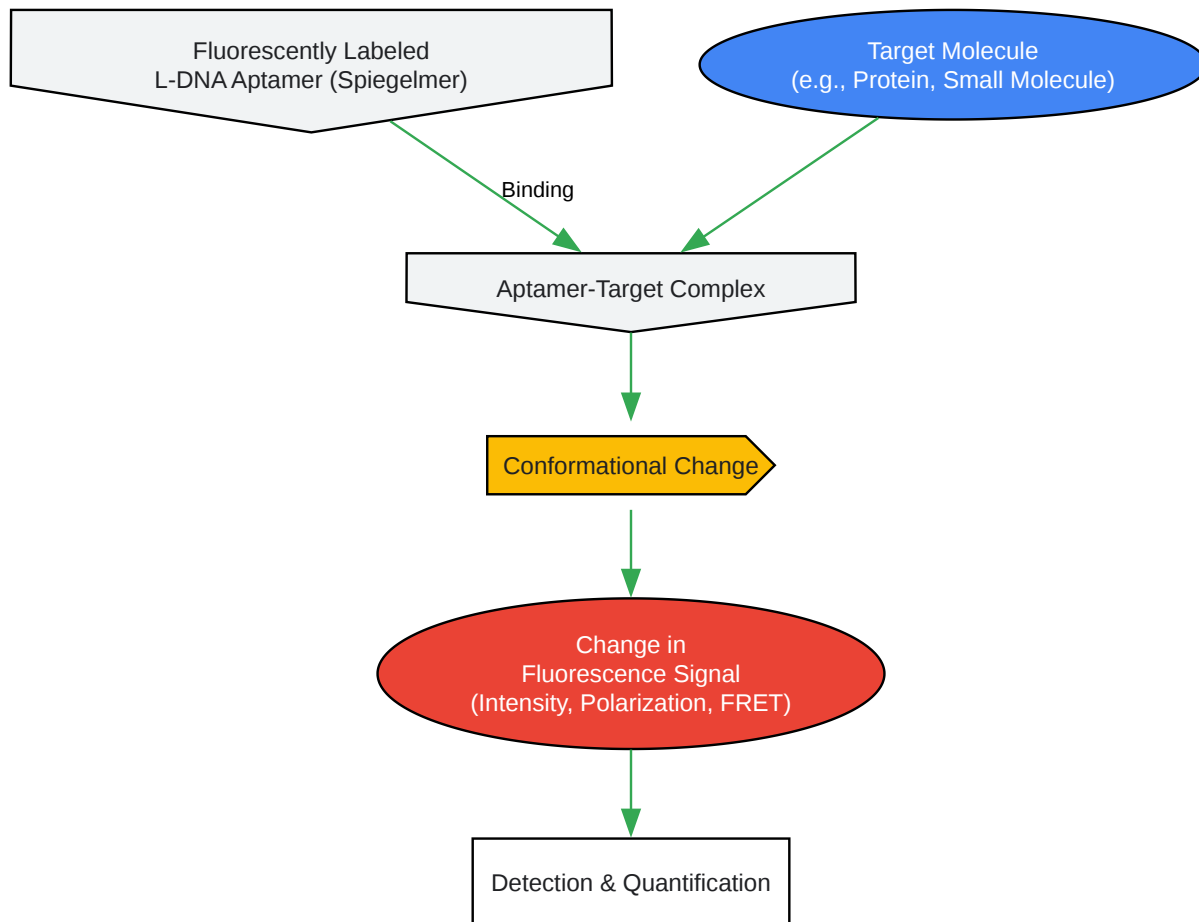 Fluorescently Labeled
L-DNA Aptamer (Spiegelmer)
Target Molecule
(e.g., Protein, Small Molecule)
Binding
Aptamer-Target Complex
Conformational Change
Change in
Fluorescence Signal
(Intensity, Polarization, FRET)
Detection & Quantification